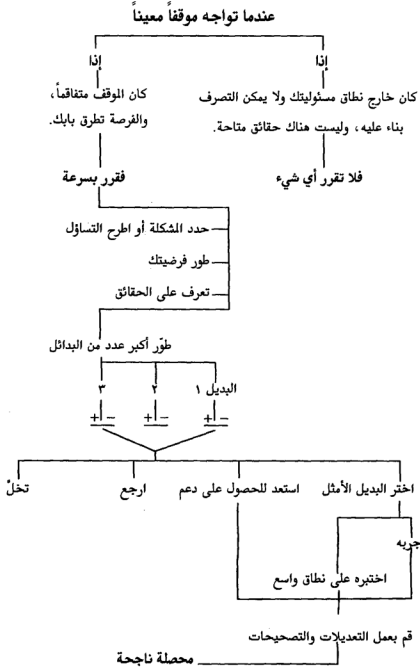 عندما تواجه موقفاً معيناً
إذا
إذا
كان خارج نطاق مسئوليتك ولا يمكن التصرف
بناء عليه، وليست هناك حقائق متاحة.
كان الموقف متفاقماً،
والفرصة تطرق بابك.
فلا تقرر أي شيء
فقرر بسرعة
حدد المشكلة أو اطرح التساؤل
طور فرضيتك
تعرف على الحقائق
طوّر أكبر عدد من البدائل
البديل ١ ٢ ٣
+ − + − + −
اختر البديل الأمثل
استعد للحصول على دعم
ارجع
تخلّ
جربه
اختبره على نطاق واسع
قم بعمل التعديلات والتصحيحات
محصلة ناجحة